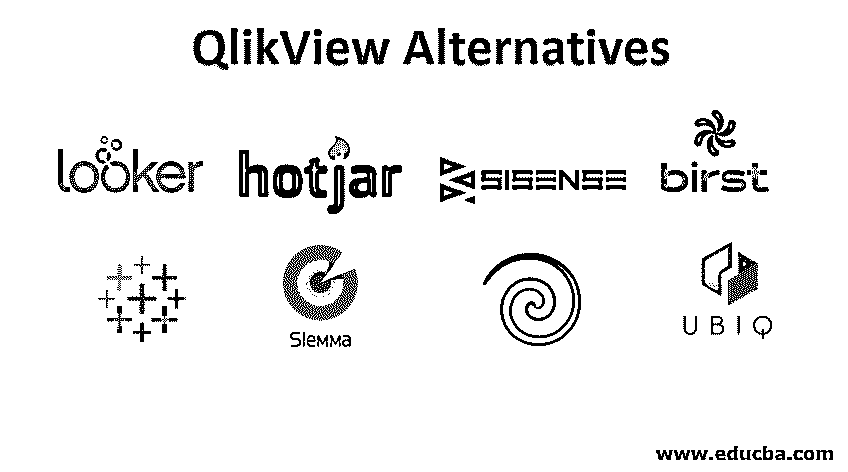 QlikView Alternatives
looker hotjar SISENSE birst
Slemma UBIQ
www.educba.com